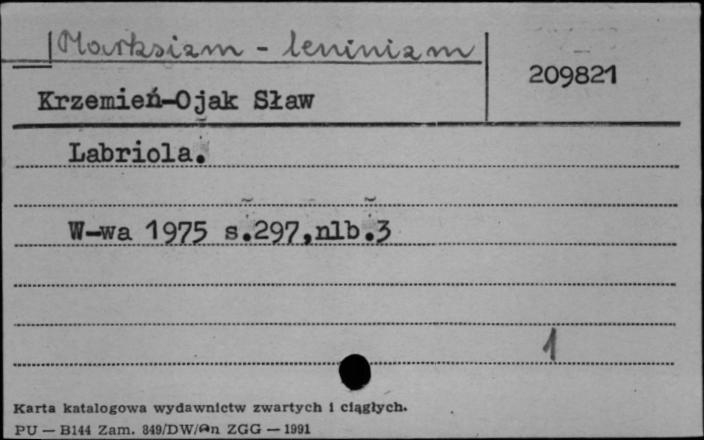 Marksizm - leninizm
209821
Krzemień-Ojak Sław
Labriola.
W-wa 1975 s.297,nlb.3
1
Karta katalogowa wydawnictw zwartych i ciągłych.
PU — B144 Zam. 849/DW/On ZGG — 1991